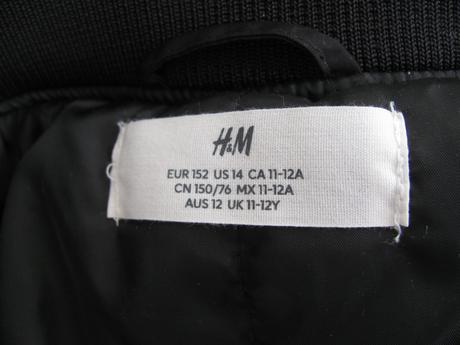 H&M
EUR 152 US 14 CA 11-12A
CN 150/76 MX 11-12A
AUS 12 UK 11-12Y